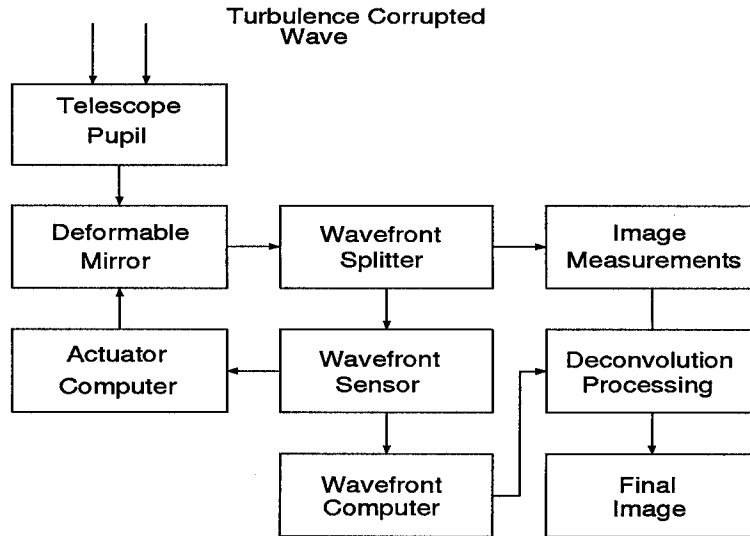 Turbulence Corrupted
Wave
Telescope
Pupil
Deformable
Mirror
Wavefront
Splitter
Image
Measurements
Actuator
Computer
Wavefront
Sensor
Deconvolution
Processing
Wavefront
Computer
Final
Image